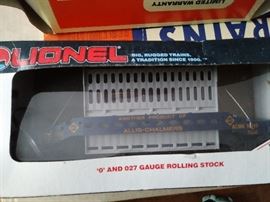 LIMITED WARRANTY
TRAINS
LIONEL
BIG, RUGGED TRAINS,
A TRADITION SINCE 1900.
ANOTHER PRODUCT OF
ALLIS-CHALMERS
'O' AND 027 GAUGE ROLLING STOCK